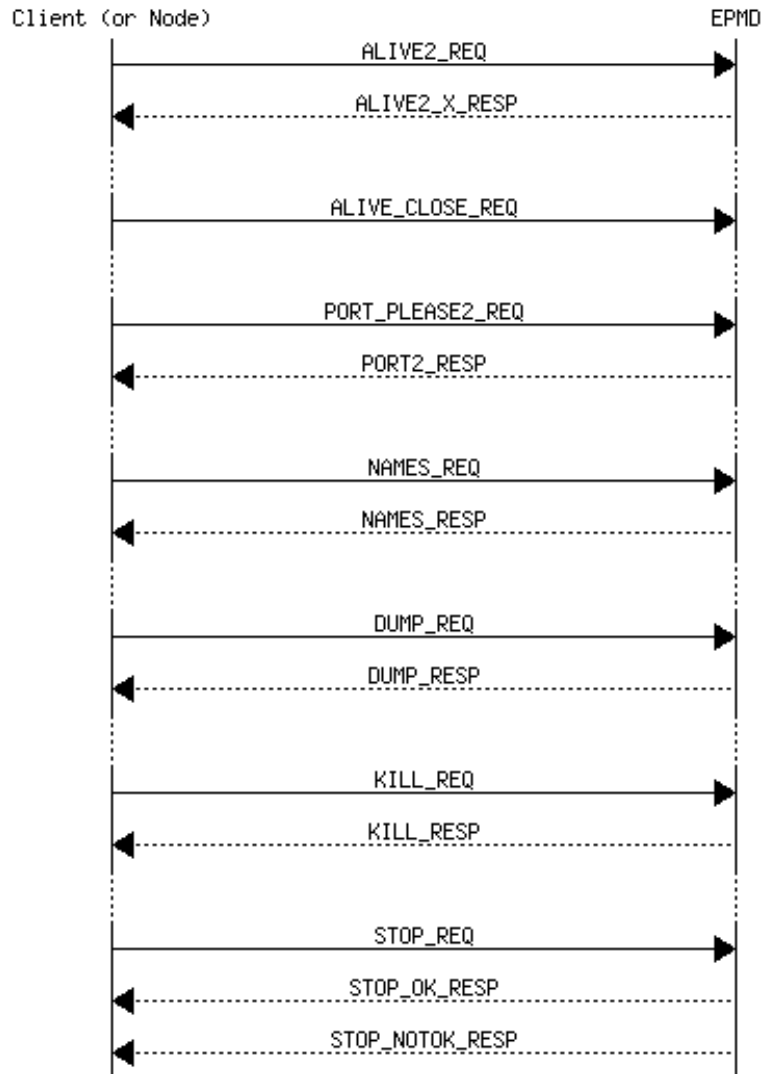 Client (or Node) EPMD
ALIVE2_REQ
ALIVE2_X_RESP
ALIVE_CLOSE_REQ
PORT_PLEASE2_REQ
PORT2_RESP
NAMES_REQ
NAMES_RESP
DUMP_REQ
DUMP_RESP
KILL_REQ
KILL_RESP
STOP_REQ
STOP_OK_RESP
STOP_NOTOK_RESP